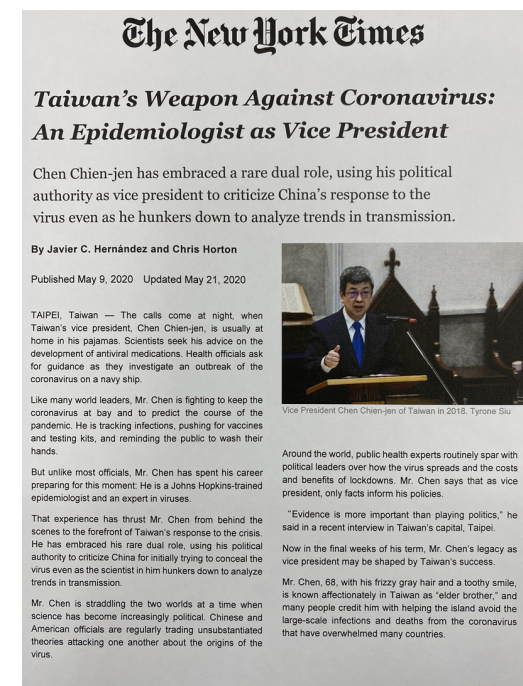 The New York Times
Taiwan's Weapon Against Coronavirus:
An Epidemiologist as Vice President
Chen Chien-jen has embraced a rare dual role, using his political
authority as vice president to criticize China's response to the
virus even as he hunkers down to analyze trends in transmission.
By Javier C. Hernández and Chris Horton
Published May 9, 2020 Updated May 21, 2020
TAIPEI, Taiwan — The calls come at night, when
Taiwan's vice president, Chen Chien-jen, is usually at
home in his pajamas. Scientists seek his advice on the
development of antiviral medications. Health officials ask
for guidance as they investigate an outbreak of the
coronavirus on a navy ship.
Like many world leaders, Mr. Chen is fighting to keep the
coronavirus at bay and to predict the course of the
pandemic. He is tracking infections, pushing for vaccines
and testing kits, and reminding the public to wash their
hands.
But unlike most officials, Mr. Chen has spent his career
preparing for this moment: He is a Johns Hopkins-trained
epidemiologist and an expert in viruses.
That experience has thrust Mr. Chen from behind the
scenes to the forefront of Taiwan's response to the crisis.
He has embraced his rare dual role, using his political
authority to criticize China for initially trying to conceal the
virus even as the scientist in him hunkers down to analyze
trends in transmission.
Mr. Chen is straddling the two worlds at a time when
science has become increasingly political. Chinese and
American officials are regularly trading unsubstantiated
theories attacking one another about the origins of the
virus.
Vice President Chen Chien-jen of Taiwan in 2018. Tyrone Siu
Around the world, public health experts routinely spar with
political leaders over how the virus spreads and the costs
and benefits of lockdowns. Mr. Chen says that as vice
president, only facts inform his policies.
"Evidence is more important than playing politics," he
said in a recent interview in Taiwan's capital, Taipei.
Now in the final weeks of his term, Mr. Chen's legacy as
vice president may be shaped by Taiwan's success.
Mr. Chen, 68, with his frizzy gray hair and a toothy smile,
is known affectionately in Taiwan as "elder brother," and
many people credit him with helping the island avoid the
large-scale infections and deaths from the coronavirus
that have overwhelmed many countries.